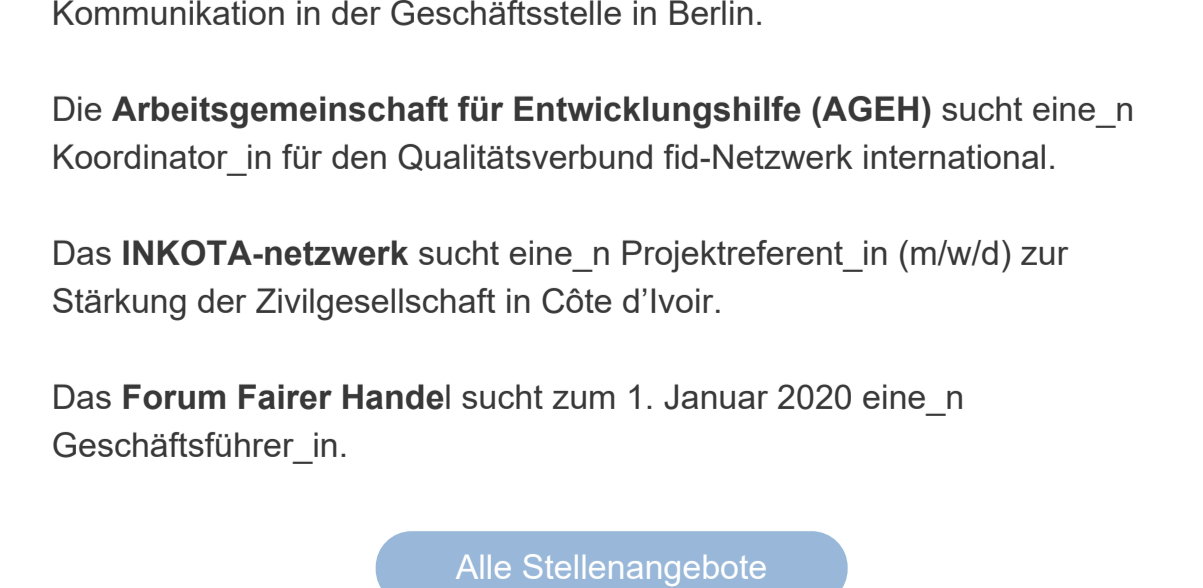 Kommunikation in der Geschäftsstelle in Berlin.
Die Arbeitsgemeinschaft für Entwicklungshilfe (AGEH) sucht eine_n
Koordinator_in für den Qualitätsverbund fid-Netzwerk international.
Das INKOTA-netzwerk sucht eine_n Projektreferent_in (m/w/d) zur
Stärkung der Zivilgesellschaft in Côte d’Ivoir.
Das Forum Fairer Handel sucht zum 1. Januar 2020 eine_n
Geschäftsführer_in.
Alle Stellenangebote